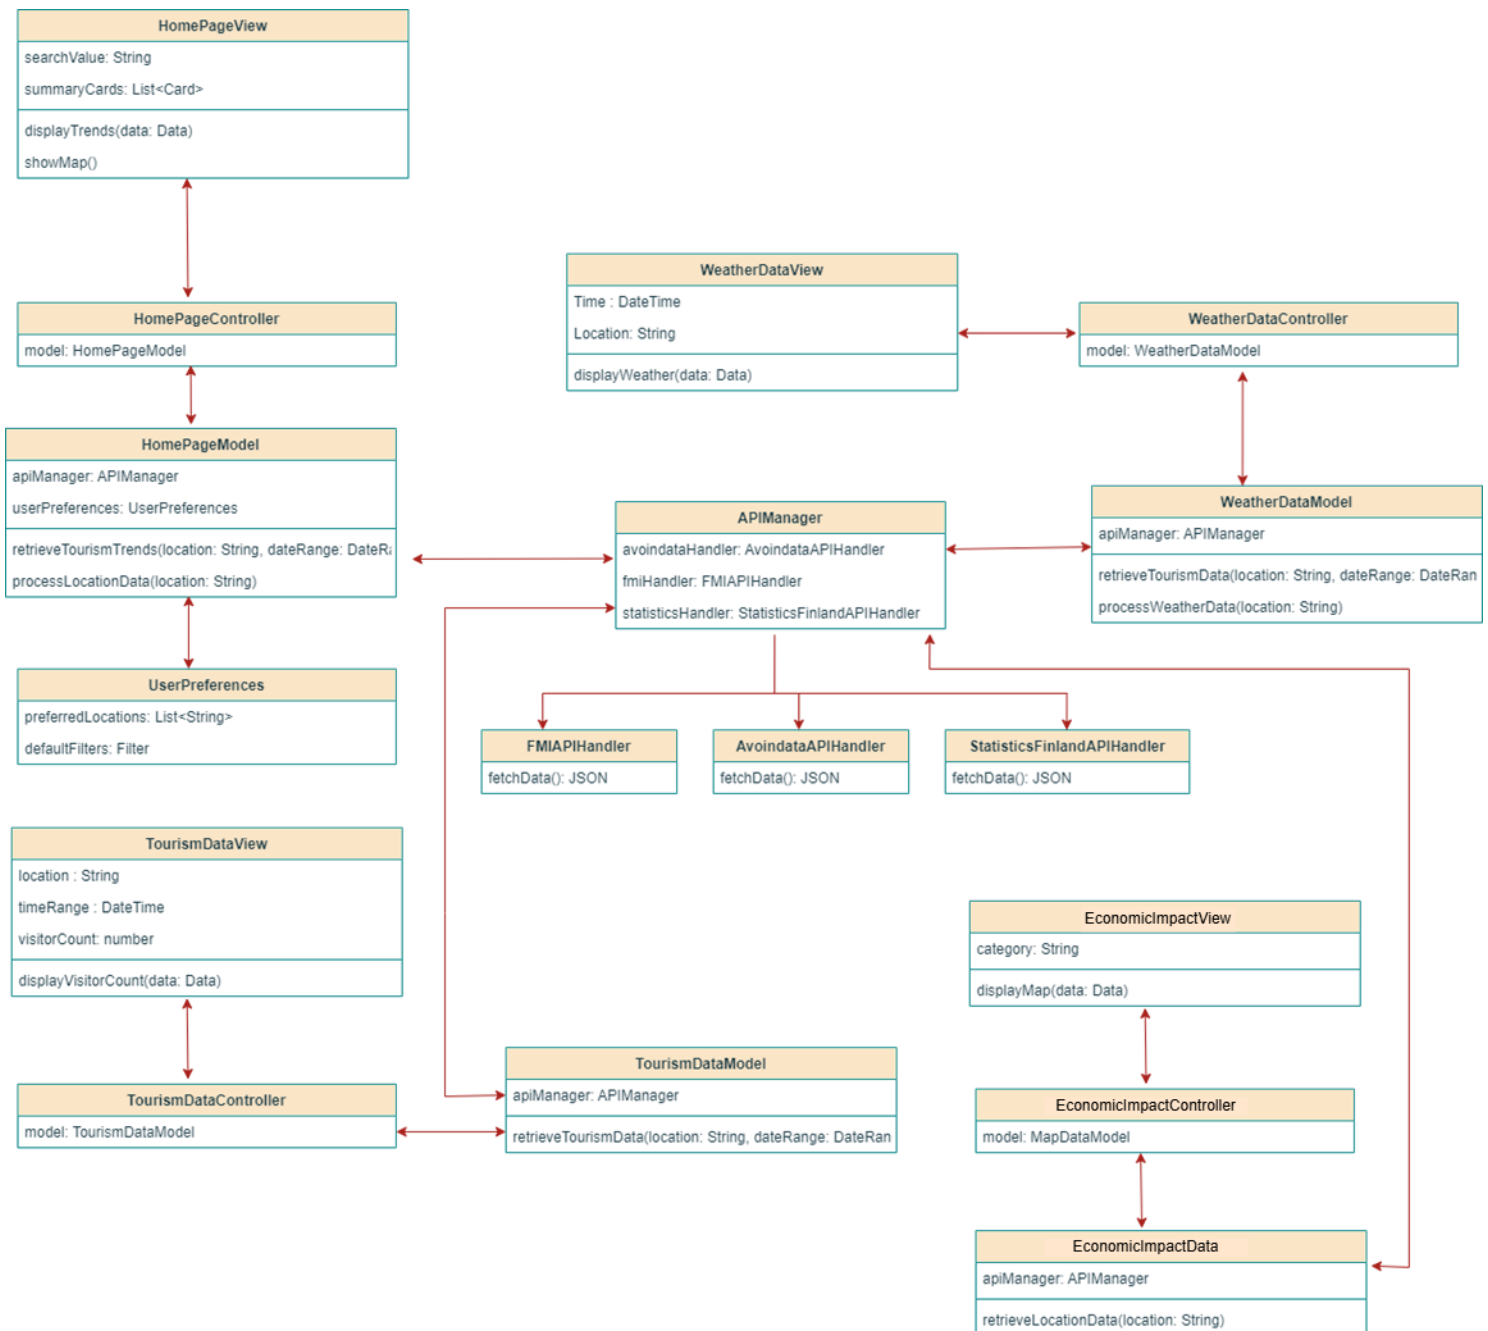 HomePageView
searchValue: String
summaryCards: List<Card>
displayTrends(data: Data)
showMap()
HomePageController
model: HomePageModel
HomePageModel
apiManager: APIManager
userPreferences: UserPreferences
retrieveTourismTrends(location: String, dateRange: DateRa
processLocationData(location: String)
UserPreferences
preferredLocations: List<String>
defaultFilters: Filter
WeatherDataView
Time : DateTime
Location: String
displayWeather(data: Data)
WeatherDataController
model: WeatherDataModel
WeatherDataModel
apiManager: APIManager
retrieveTourismData(location: String, dateRange: DateRan
processWeatherData(location: String)
APIManager
avoindataHandler: AvoindataAPIHandler
fmiHandler: FMIAPIHandler
statisticsHandler: StatisticsFinlandAPIHandler
FMIAPIHandler
fetchData(): JSON
AvoindataAPIHandler
fetchData(): JSON
StatisticsFinlandAPIHandler
fetchData(): JSON
TourismDataView
location : String
timeRange : DateTime
visitorCount: number
displayVisitorCount(data: Data)
TourismDataController
model: TourismDataModel
TourismDataModel
apiManager: APIManager
retrieveTourismData(location: String, dateRange: DateRan
EconomicImpactView
category: String
displayMap(data: Data)
EconomicImpactController
model: MapDataModel
EconomicImpactData
apiManager: APIManager
retrieveLocationData(location: String)